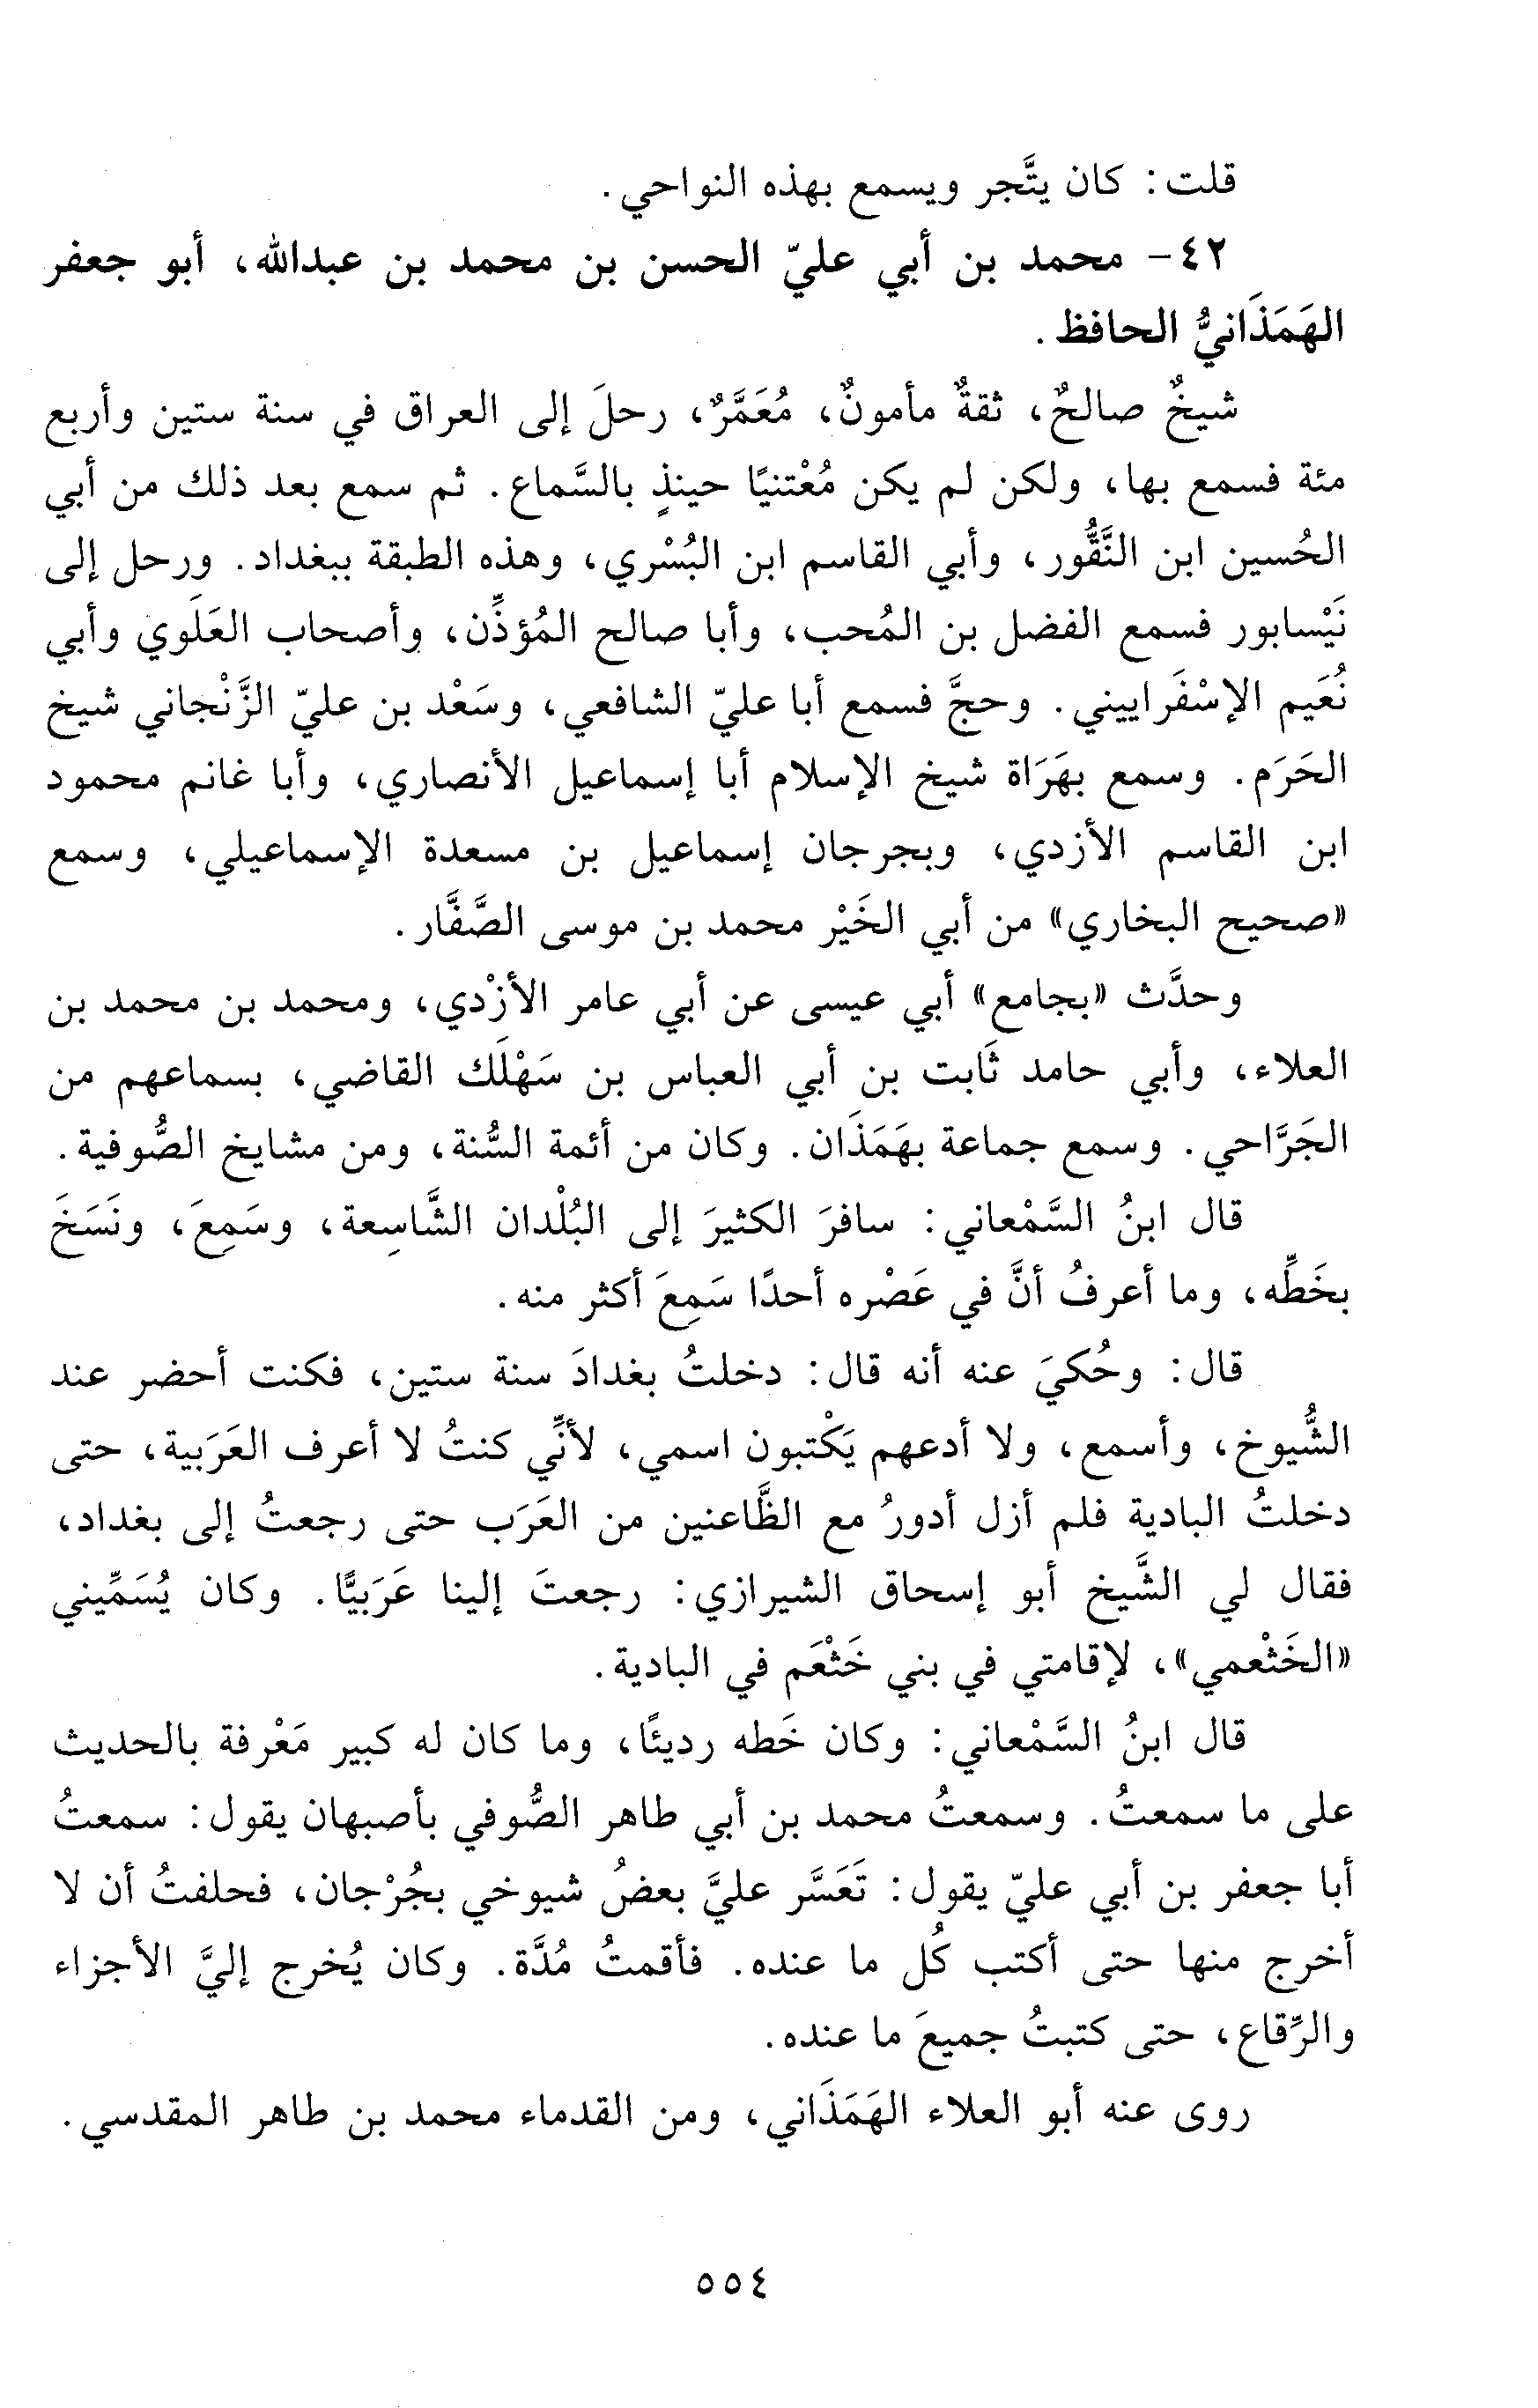 قلت: كان يتَّجر ويسمع بهذه النواحي.
٤٢- محمد بن أبي عليّ الحسن بن محمد بن عبدالله، أبو جعفر
الهَمَذَانيُّ الحافظ.
شيخٌ صالحٌ، ثقةٌ مأمونٌ، مُعَمَّرٌ، رحلَ إلى العراق في سنة ستين وأربع
مئة فسمع بها، ولكن لم يكن مُعْتنيًا حينذٍ بالسَّماع. ثم سمع بعد ذلك من أبي
الحُسين ابن النَّقُّور، وأبي القاسم ابن البُسْري، وهذه الطبقة ببغداد. ورحل إلى
نَيْسابور فسمع الفضل بن المُحب، وأبا صالح المُؤذِّن، وأصحاب العَلَوي وأبي
نُعَيم الإسْفَراييني. وحجَّ فسمع أبا عليّ الشافعي، وسَعْد بن عليّ الزَّنْجاني شيخ
الحَرَم. وسمع بهَرَاة شيخ الإسلام أبا إسماعيل الأنصاري، وأبا غانم محمود
ابن القاسم الأزدي، وبجرجان إسماعيل بن مسعدة الإسماعيلي، وسمع
«صحيح البخاري» من أبي الخَيْر محمد بن موسى الصَّفَّار.
وحدَّث «بجامع» أبي عيسى عن أبي عامر الأزْدي، ومحمد بن محمد بن
العلاء، وأبي حامد ثَابت بن أبي العباس بن سَهْلَك القاضي، بسماعهم من
الجَرَّاحي. وسمع جماعة بهَمَذَان. وكان من أئمة السُّنة، ومن مشايخ الصُّوفية.
قال ابنُ السَّمْعاني: سافرَ الكثيرَ إلى البُلْدان الشَّاسِعة، وسَمِعَ، ونَسَخَ
بخَطِّه، وما أعرفُ أنَّ في عَصْره أحدًا سَمِعَ أكثر منه.
قال: وحُكيَ عنه أنه قال: دخلتُ بغدادَ سنة ستين، فكنت أحضر عند
الشُّيوخ، وأسمع، ولا أدعهم يَكْتبون اسمي، لأنِّي كنتُ لا أعرف العَرَبية، حتى
دخلتُ البادية فلم أزل أدورُ مع الظَّاعنين من العَرَب حتى رجعتُ إلى بغداد،
فقال لي الشَّيخ أبو إسحاق الشيرازي: رجعتَ إلينا عَرَبيًّا. وكان يُسَمِّيني
«الخَثْعمي»، لإقامتي في بني خَثْعَم في البادية.
قال ابنُ السَّمْعاني: وكان خَطه رديئًا، وما كان له كبير مَعْرفة بالحديث
على ما سمعتُ. وسمعتُ محمد بن أبي طاهر الصُّوفي بأصبهان يقول: سمعتُ
أبا جعفر بن أبي عليّ يقول: تَعَسَّر عليَّ بعضُ شيوخي بجُرْجان، فحلفتُ أن لا
أخرج منها حتى أكتب كُل ما عنده. فأقمتُ مُدَّة. وكان يُخرج إليَّ الأجزاء
والرِّقاع، حتى كتبتُ جميعَ ما عنده.
روى عنه أبو العلاء الهَمَذَاني، ومن القدماء محمد بن طاهر المقدسي.
٥٥٤